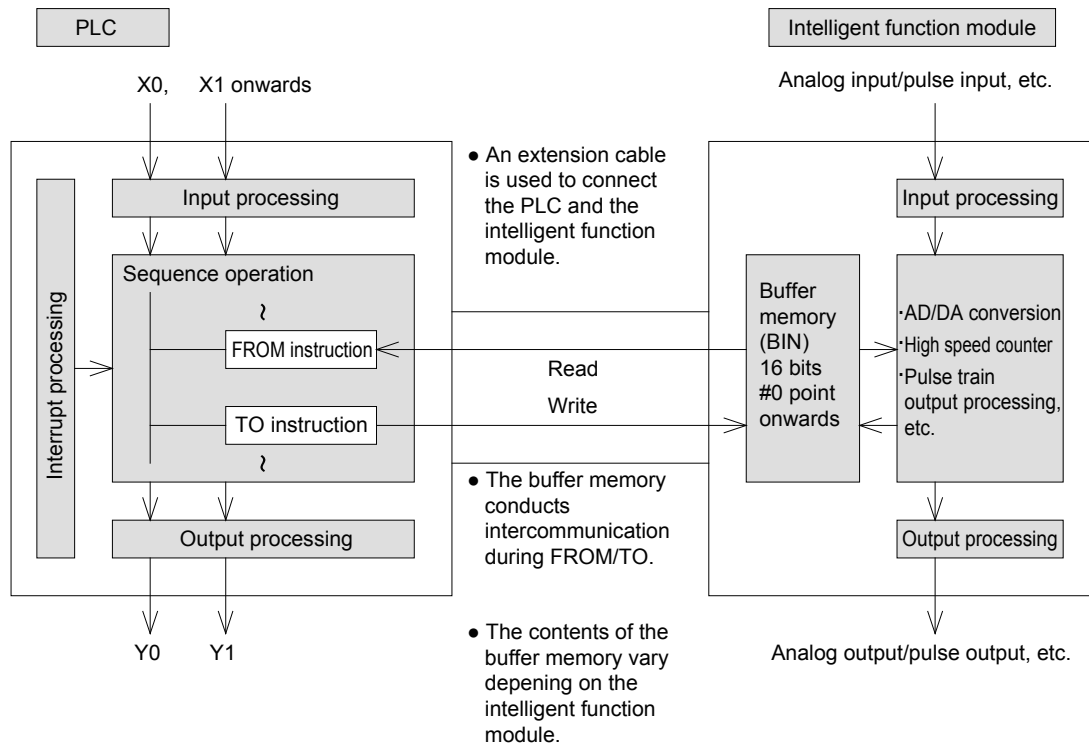 PLC
Intelligent function module
X0, X1 onwards
Analog input/pulse input, etc.
Interrupt processing
Input processing
Sequence operation
~
FROM instruction
TO instruction
~
Output processing
Y0 Y1
● An extension cable
is used to connect
the PLC and the
intelligent function
module.
Read
Write
● The buffer memory
conducts
intercommunication
during FROM/TO.
● The contents of the
buffer memory vary
depening on the
intelligent function
module.
Input processing
Buffer
memory
(BIN)
16 bits
#0 point
onwards
·AD/DA conversion
·High speed counter
·Pulse train
output processing,
etc.
Output processing
Analog output/pulse output, etc.